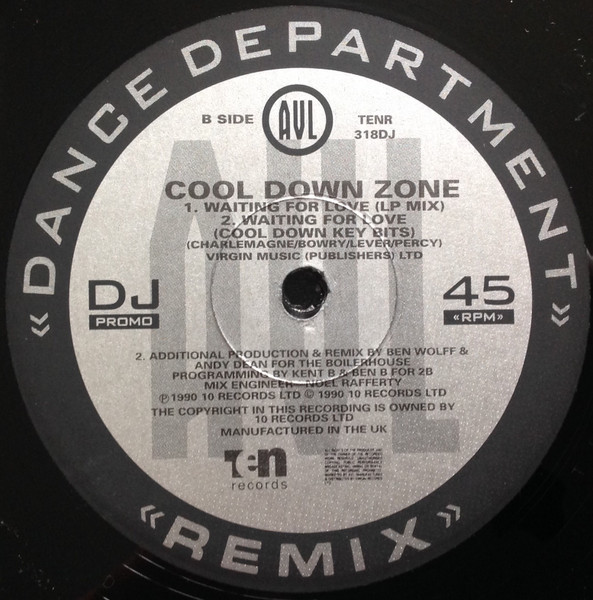 «DANCE DEPARTMENT»
B SIDE
AVL
TENR
318DJ
COOL DOWN ZONE
1. WAITING FOR LOVE (LP MIX)
2. WAITING FOR LOVE
(COOL DOWN KEY BITS)
(CHARLEMAGNE/BOWRY/LEVER/PERCY)
VIRGIN MUSIC (PUBLISHERS) LTD
DJ
PROMO
45
«RPM»
2. ADDITIONAL PRODUCTION & REMIX BY BEN WOLFF &
ANDY DEAN FOR THE BOILERHOUSE
PROGRAMMING BY KENT B & BEN B FOR 2B
MIX ENGINEER - NOEL RAFFERTY
℗1990 10 RECORDS LTD © 1990 10 RECORDS LTD
THE COPYRIGHT IN THIS RECORDING IS OWNED BY
10 RECORDS LTD
MANUFACTURED IN THE UK
TEN
records
«REMIX»